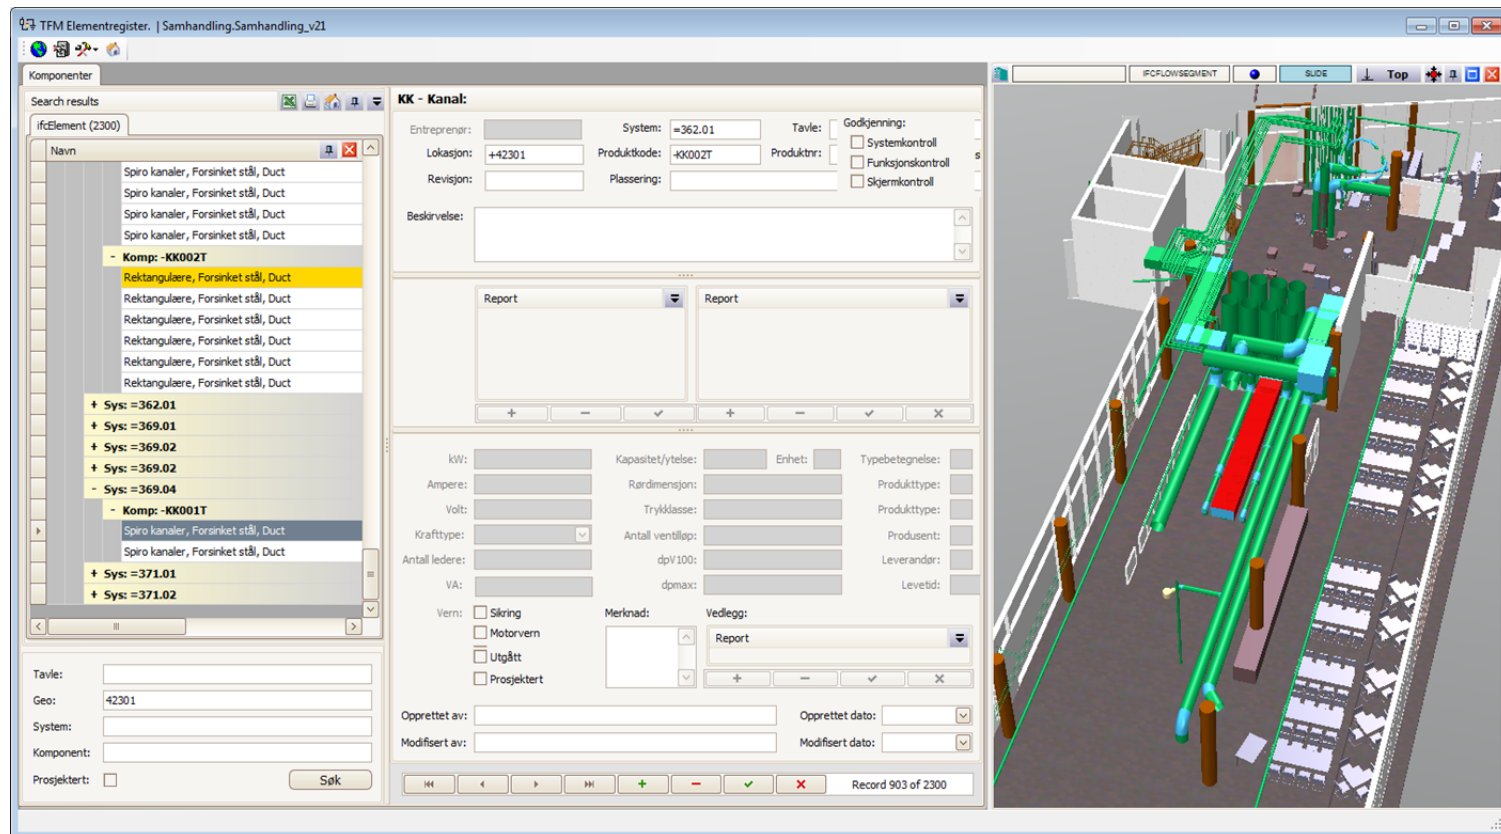 TFM Elementregister. | Samhandling.Samhandling_v21
Komponenter
Search results
ifcElement (2300)
Navn
Spiro kanaler, Forsinket stål, Duct
Spiro kanaler, Forsinket stål, Duct
Spiro kanaler, Forsinket stål, Duct
Spiro kanaler, Forsinket stål, Duct
- Komp: -KK002T
Rektangulære, Forsinket stål, Duct
Rektangulære, Forsinket stål, Duct
Rektangulære, Forsinket stål, Duct
Rektangulære, Forsinket stål, Duct
Rektangulære, Forsinket stål, Duct
Rektangulære, Forsinket stål, Duct
+ Sys: =362.01
+ Sys: =369.01
+ Sys: =369.02
+ Sys: =369.02
- Sys: =369.04
- Komp: -KK001T
Spiro kanaler, Forsinket stål, Duct
Spiro kanaler, Forsinket stål, Duct
+ Sys: =371.01
+ Sys: =371.02
Tavle:
Geo: 42301
System:
Komponent:
Prosjektert:
Søk
KK - Kanal:
Entreprenør: System: =362.01 Tavle:
Lokasjon: +42301 Produktkode: -KK002T Produktnr: s
Revisjon: Plassering:
Godkjenning:
Systemkontroll
Funksjonskontroll
Skjermkontroll
Beskirvelse:
Report Report
kW: Kapasitet/ytelse: Enhet: Typebetegnelse:
Ampere: Rørdimensjon: Produkttype:
Volt: Trykklasse: Produkttype:
Krafttype: Antall ventiløp: Produsent:
Antall ledere: dpV100: Leverandør:
VA: dpmax: Levetid:
Vern: Sikring Merknad: Vedlegg:
Motorvern Report
Utgått
Prosjektert
Opprettet av: Opprettet dato:
Modifisert av: Modifisert dato:
Record 903 of 2300
IFCFLOWSEGMENT SLIDE Top